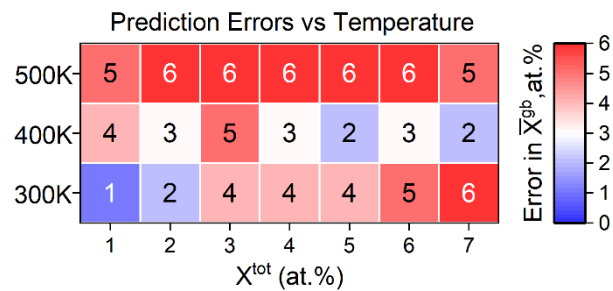 Prediction Errors vs Temperature
500K 5 6 6 6 6 6 5
400K 4 3 5 3 2 3 2
300K 1 2 4 4 4 5 6
1 2 3 4 5 6 7
X^tot (at.%)
6
5
4
3
2
1
0
Error in X̅^gb,at.%